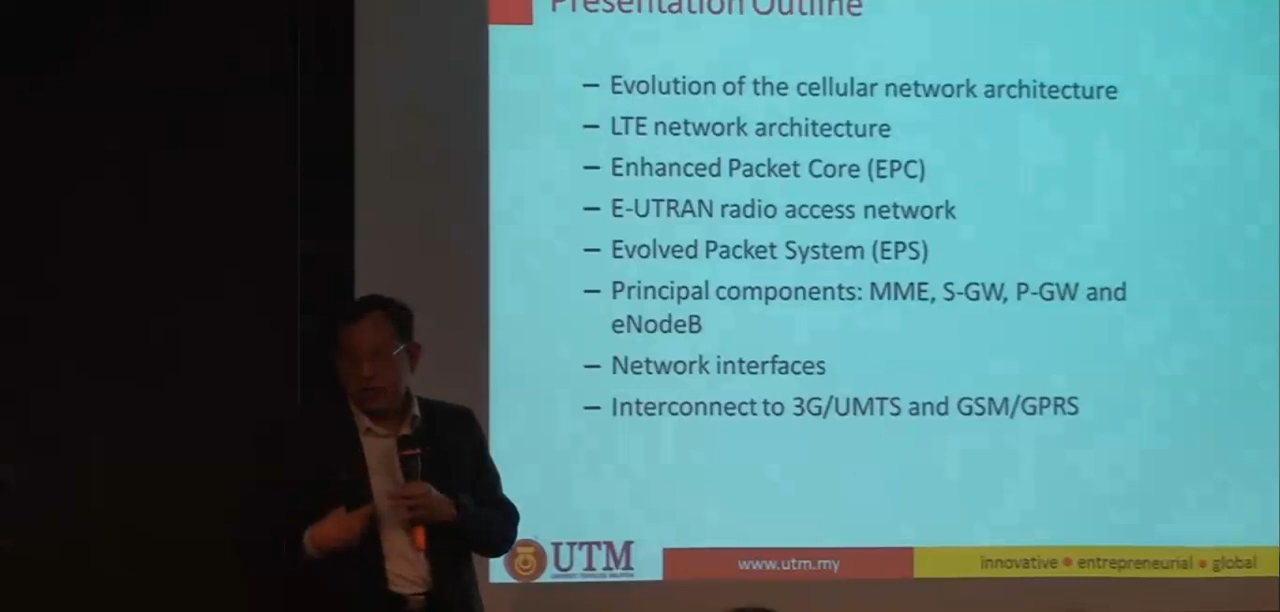 Presentation Outline
– Evolution of the cellular network architecture
– LTE network architecture
– Enhanced Packet Core (EPC)
– E-UTRAN radio access network
– Evolved Packet System (EPS)
– Principal components: MME, S-GW, P-GW and
eNodeB
– Network interfaces
– Interconnect to 3G/UMTS and GSM/GPRS
UTM
www.utm.my
innovative ● entrepreneurial ● global